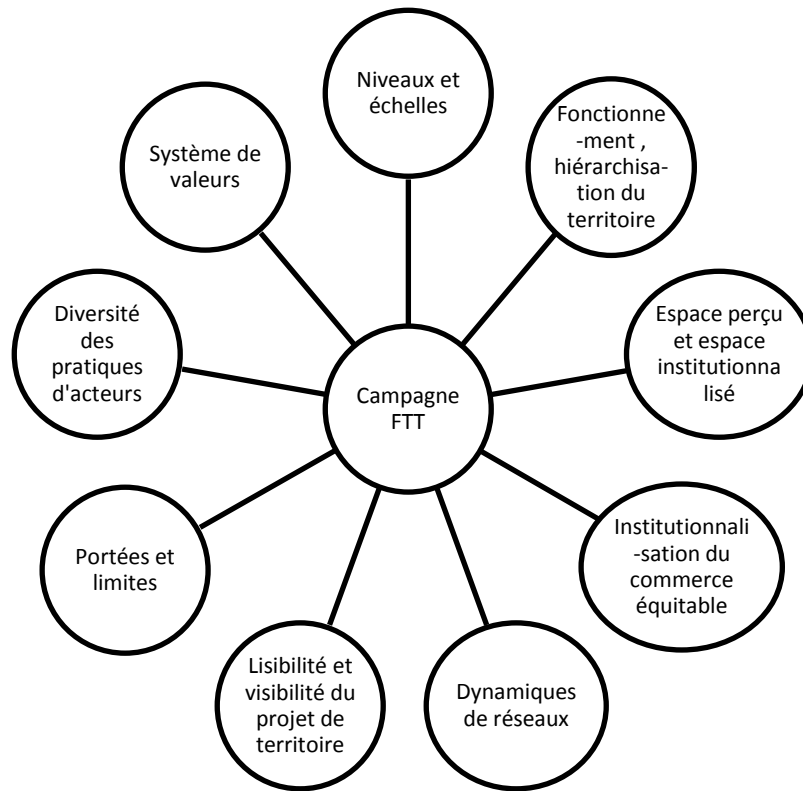 Niveaux et
échelles
Fonctionne
-ment ,
hiérarchisa-
tion du
territoire
Espace perçu
et espace
institutionna
lisé
Institutionnali
-sation du
commerce
équitable
Dynamiques
de réseaux
Lisibilité et
visibilité du
projet de
territoire
Portées et
limites
Diversité
des
pratiques
d'acteurs
Système de
valeurs
Campagne
FTT